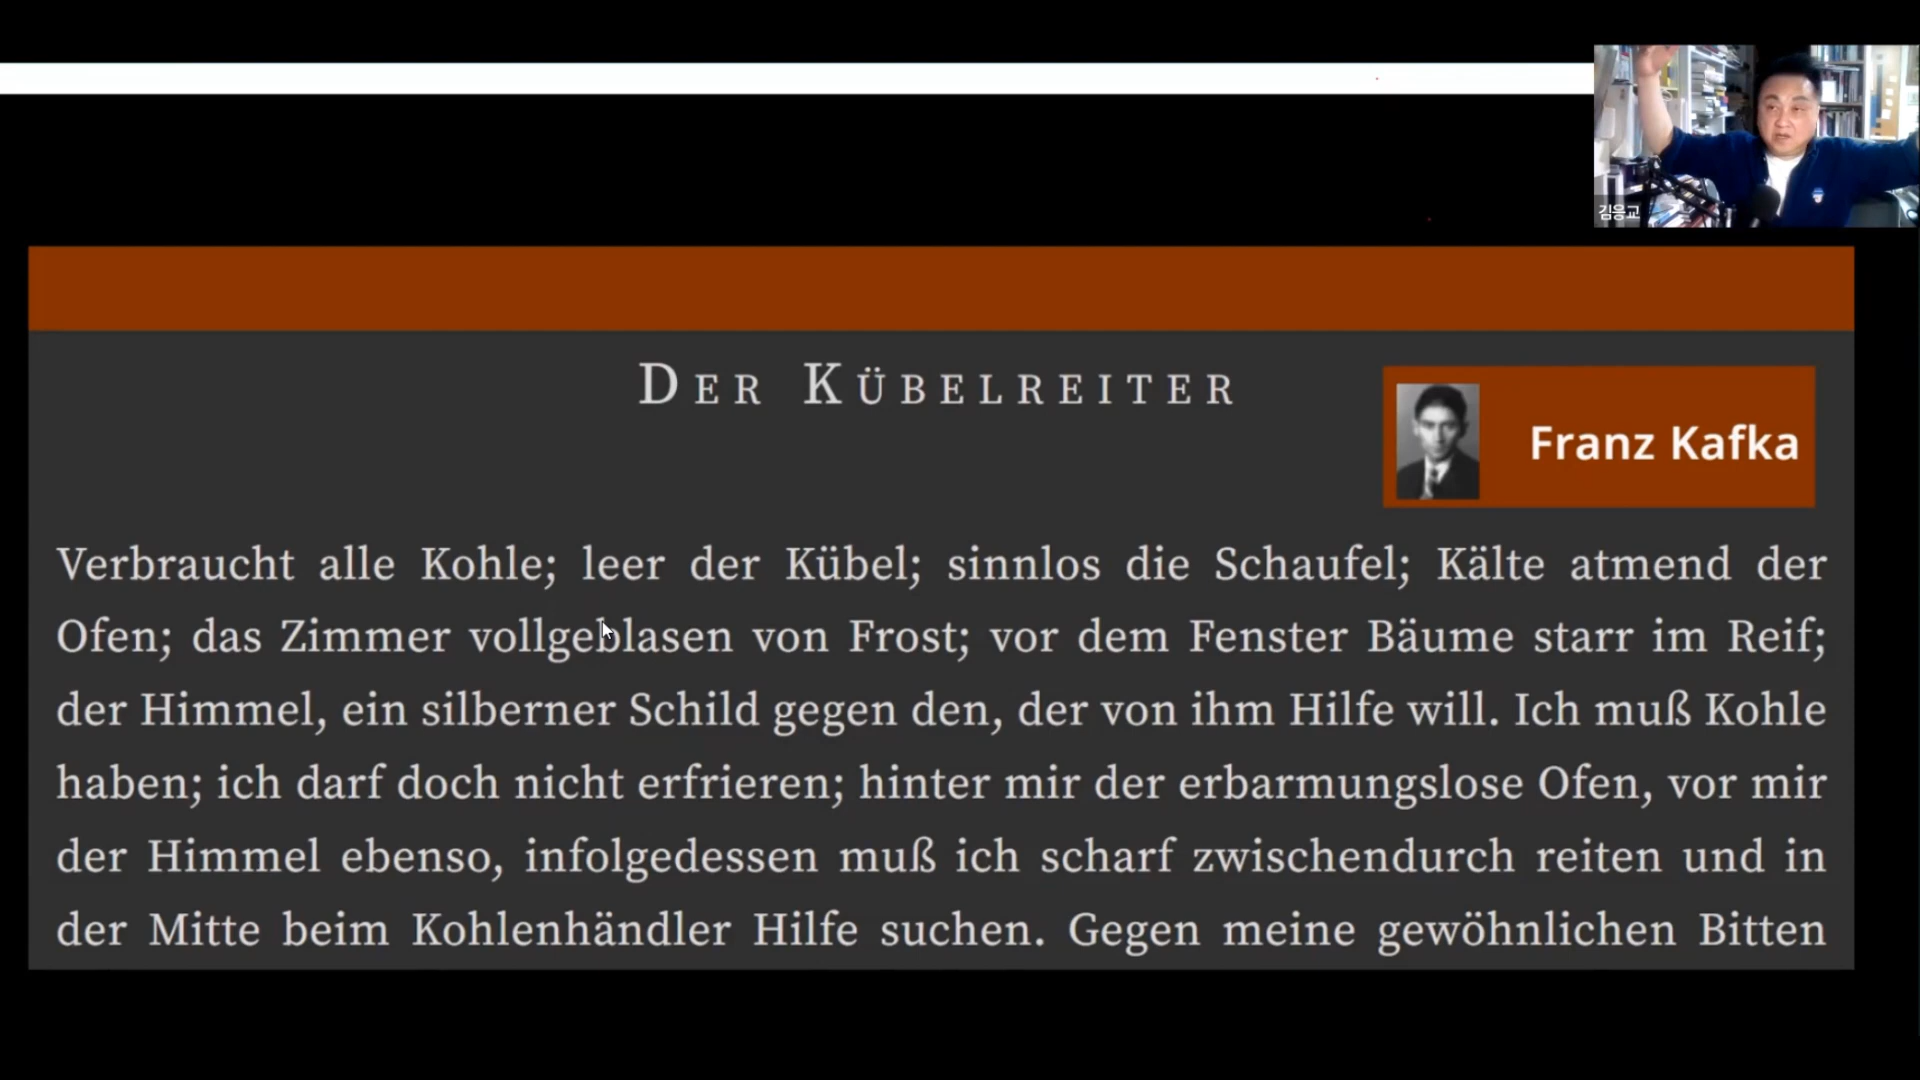 김응교
DER KÜBELREITER
Franz Kafka
Verbraucht alle Kohle; leer der Kübel; sinnlos die Schaufel; Kälte atmend der
Ofen; das Zimmer vollgeblasen von Frost; vor dem Fenster Bäume starr im Reif;
der Himmel, ein silberner Schild gegen den, der von ihm Hilfe will. Ich muß Kohle
haben; ich darf doch nicht erfrieren; hinter mir der erbarmungslose Ofen, vor mir
der Himmel ebenso, infolgedessen muß ich scharf zwischendurch reiten und in
der Mitte beim Kohlenhändler Hilfe suchen. Gegen meine gewöhnlichen Bitten